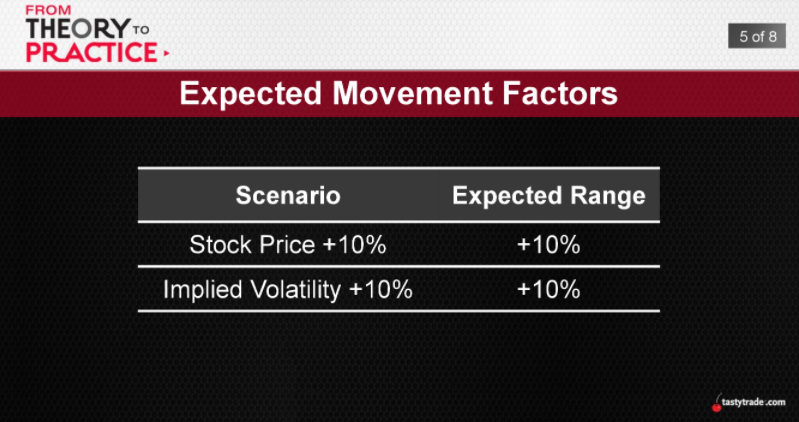 FROM
THEORY TO
PRACTICE
5 of 8
Expected Movement Factors
Scenario Expected Range
Stock Price +10% +10%
Implied Volatility +10% +10%
tastytrade.com